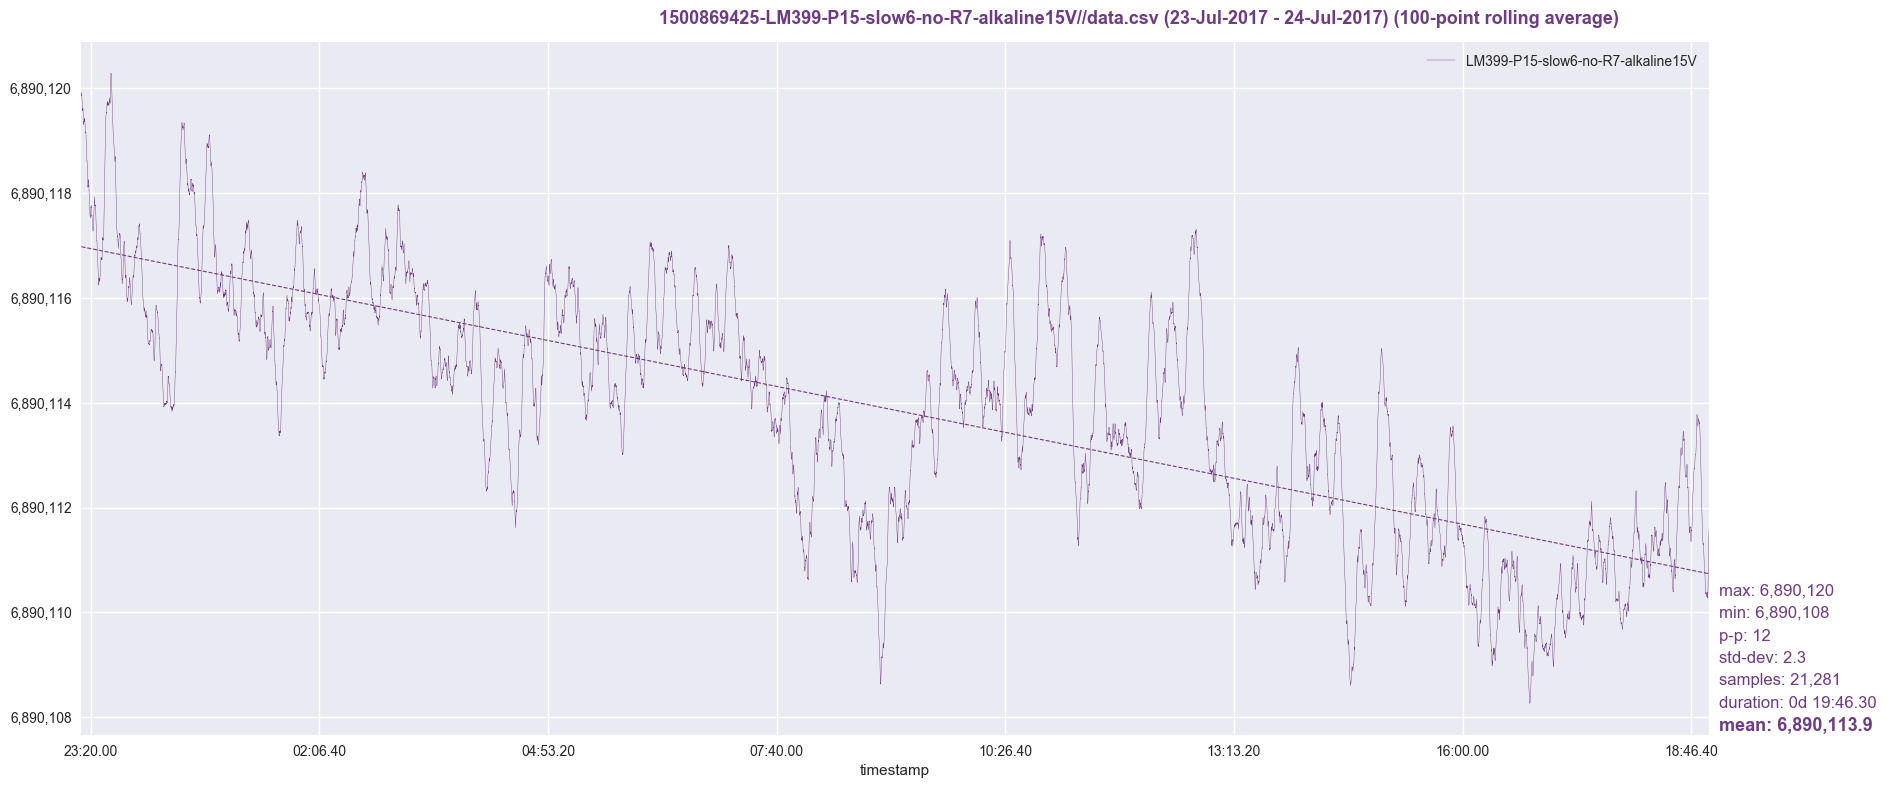 1500869425-LM399-P15-slow6-no-R7-alkaline15V//data.csv (23-Jul-2017 - 24-Jul-2017) (100-point rolling average)
LM399-P15-slow6-no-R7-alkaline15V
6,890,120
6,890,118
6,890,116
6,890,114
6,890,112
6,890,110
6,890,108
max: 6,890,120
min: 6,890,108
p-p: 12
std-dev: 2.3
samples: 21,281
duration: 0d 19:46.30
mean: 6,890,113.9
23:20.00 02:06.40 04:53.20 07:40.00 10:26.40 13:13.20 16:00.00 18:46.40
timestamp